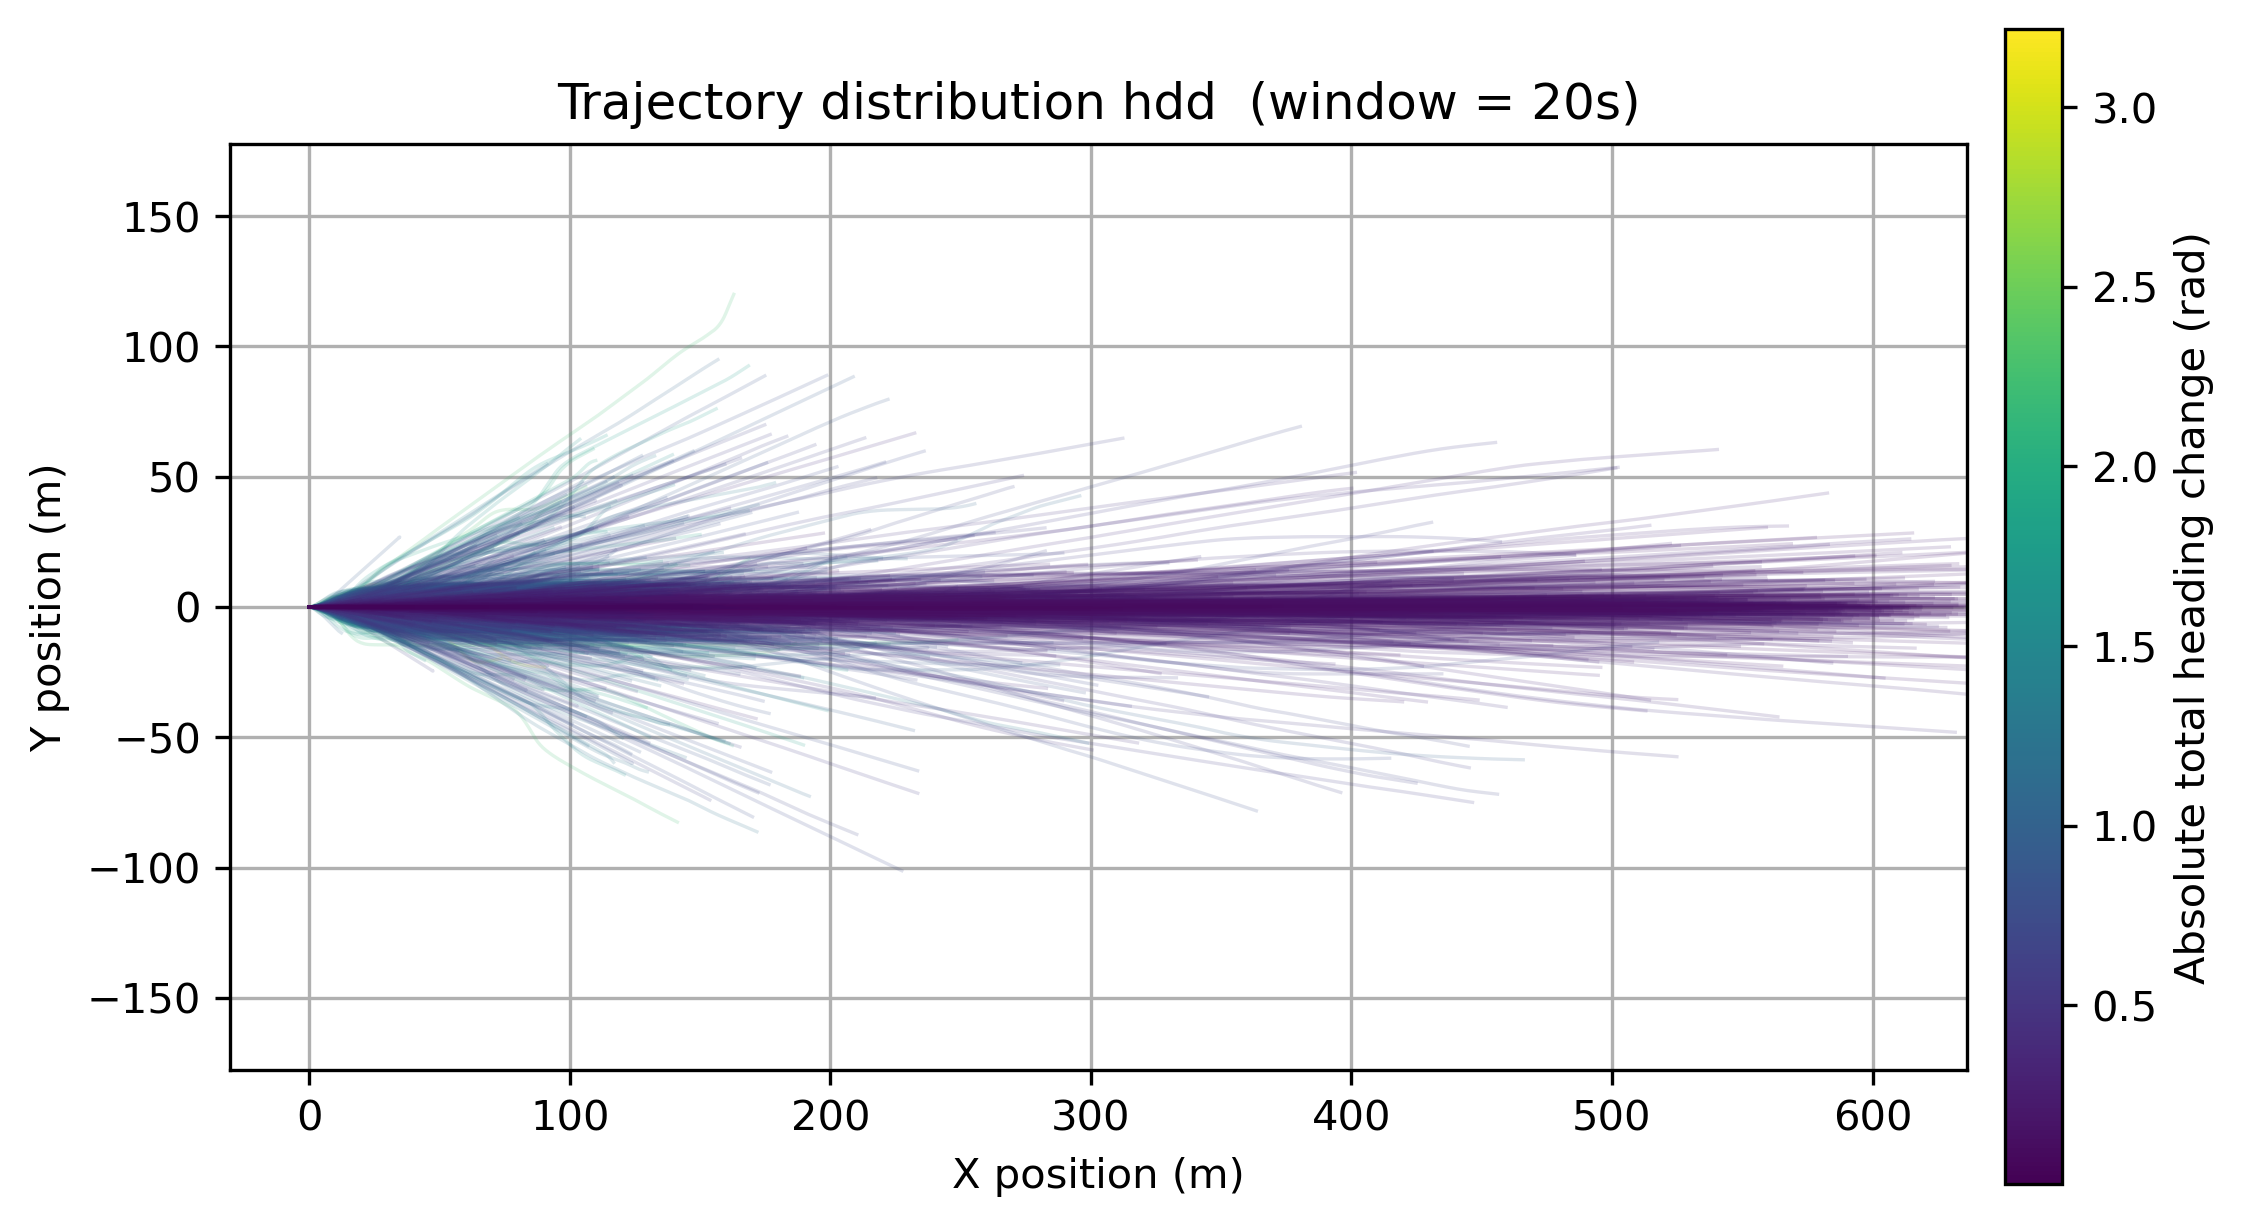 Trajectory distribution hdd  (window = 20s)
Y position (m)
150
100
50
0
−50
−100
−150
0 100 200 300 400 500 600
X position (m)
3.0
2.5
2.0
1.5
1.0
0.5
Absolute total heading change (rad)